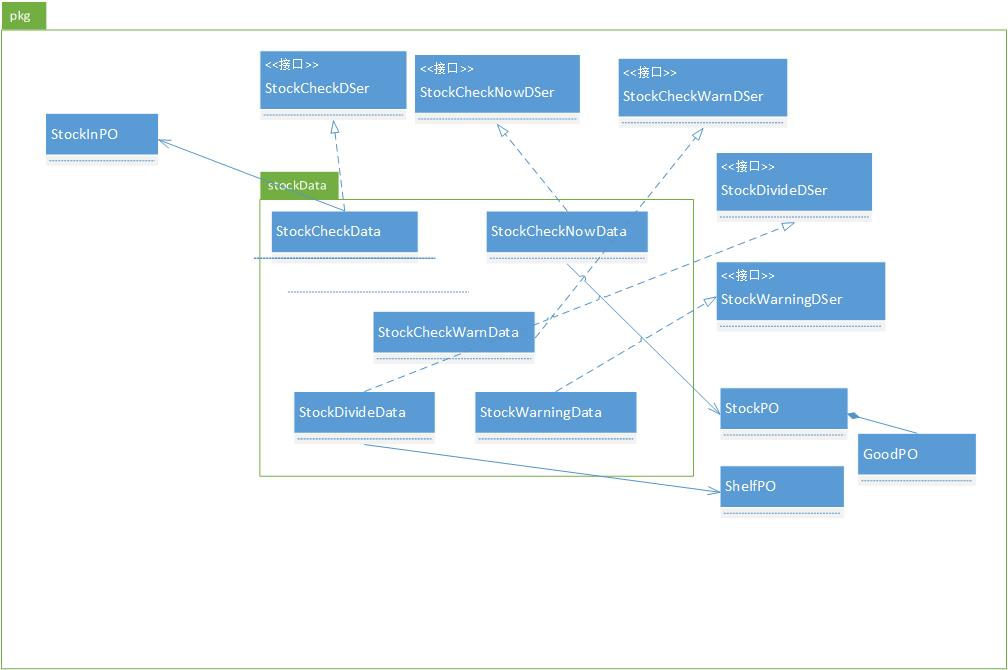 pkg
<<接口>>
StockCheckDSer
<<接口>>
StockCheckNowDSer
<<接口>>
StockCheckWarnDSer
StockInPO
<<接口>>
StockDivideDSer
stockData
StockCheckData
StockCheckNowData
<<接口>>
StockWarningDSer
StockCheckWarnData
StockDivideData
StockWarningData
StockPO
GoodPO
ShelfPO